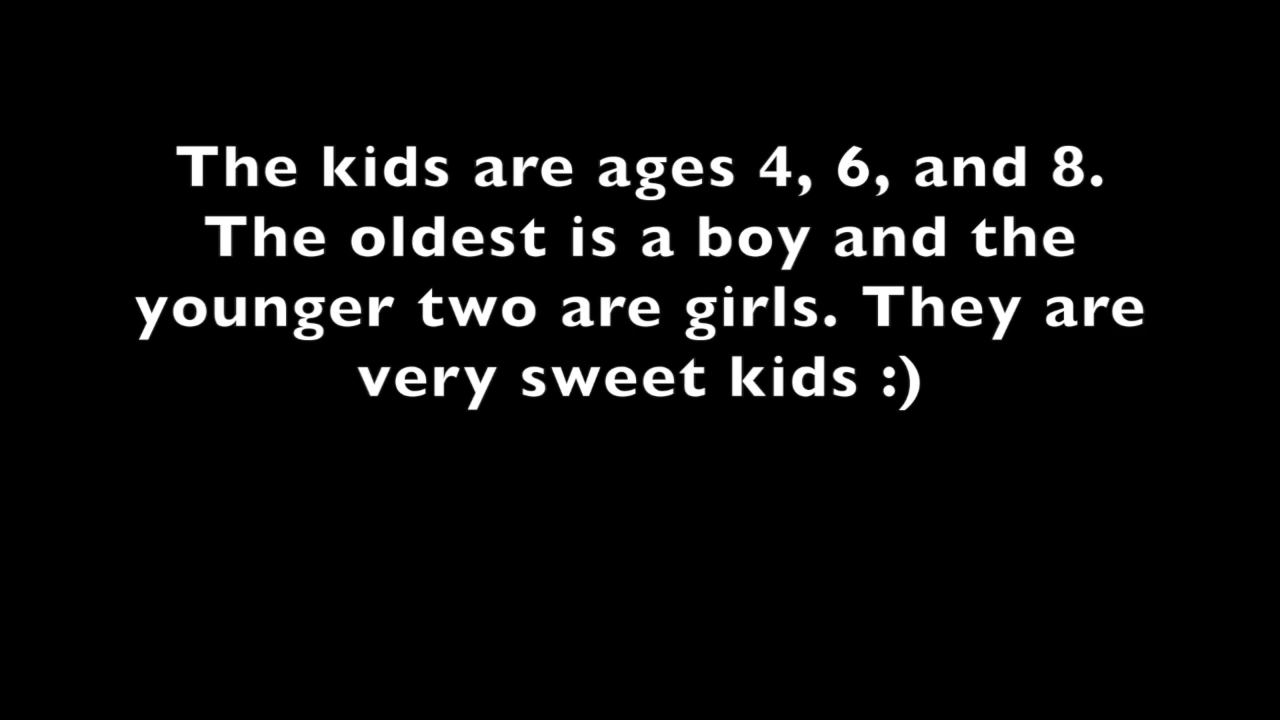 The kids are ages 4, 6, and 8.
The oldest is a boy and the
younger two are girls. They are
very sweet kids :)